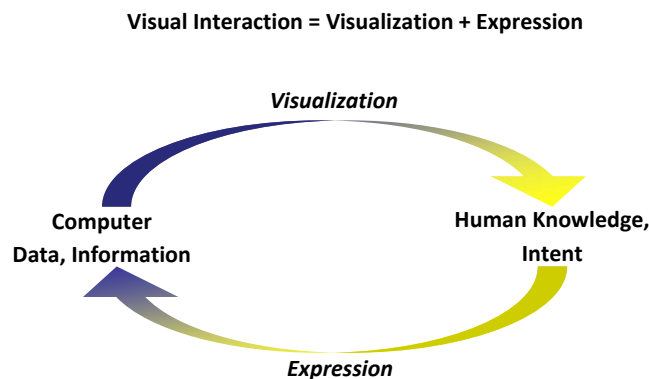 Visual Interaction = Visualization + Expression
Visualization
Computer
Data, Information
Human Knowledge,
Intent
Expression